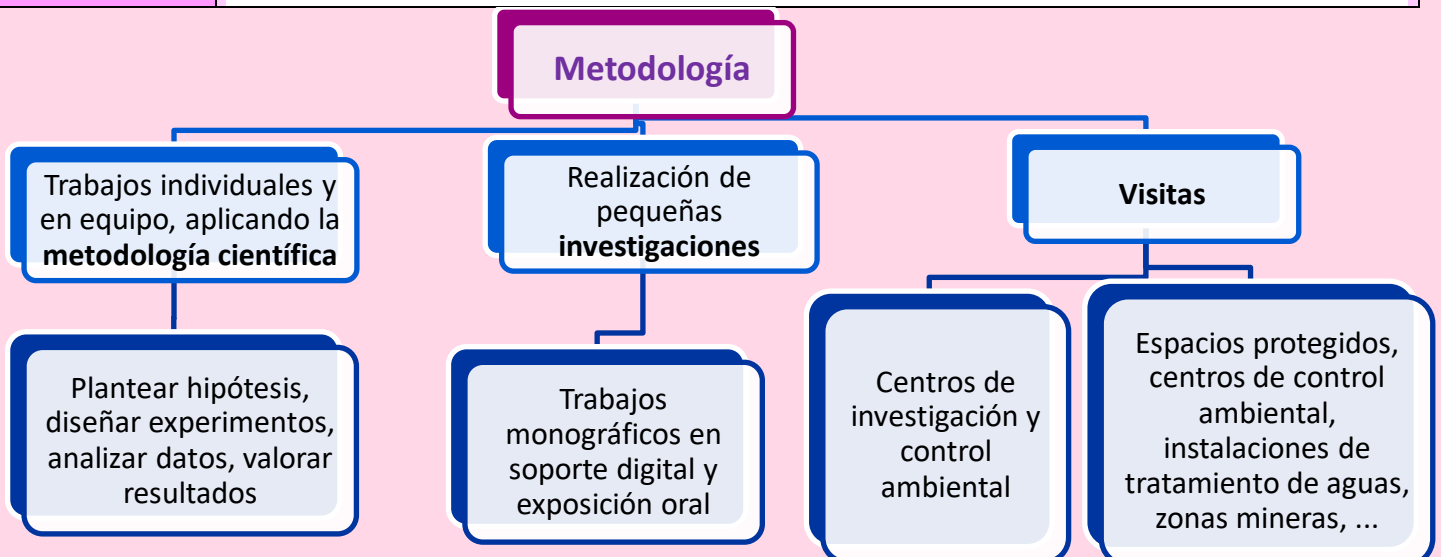 Metodología
Trabajos individuales y
en equipo, aplicando la
metodología científica
Realización de
pequeñas
investigaciones
Visitas
Plantear hipótesis,
diseñar experimentos,
analizar datos, valorar
resultados
Trabajos
monográficos en
soporte digital y
exposición oral
Centros de
investigación y
control
ambiental
Espacios protegidos,
centros de control
ambiental,
instalaciones de
tratamiento de aguas,
zonas mineras, ...